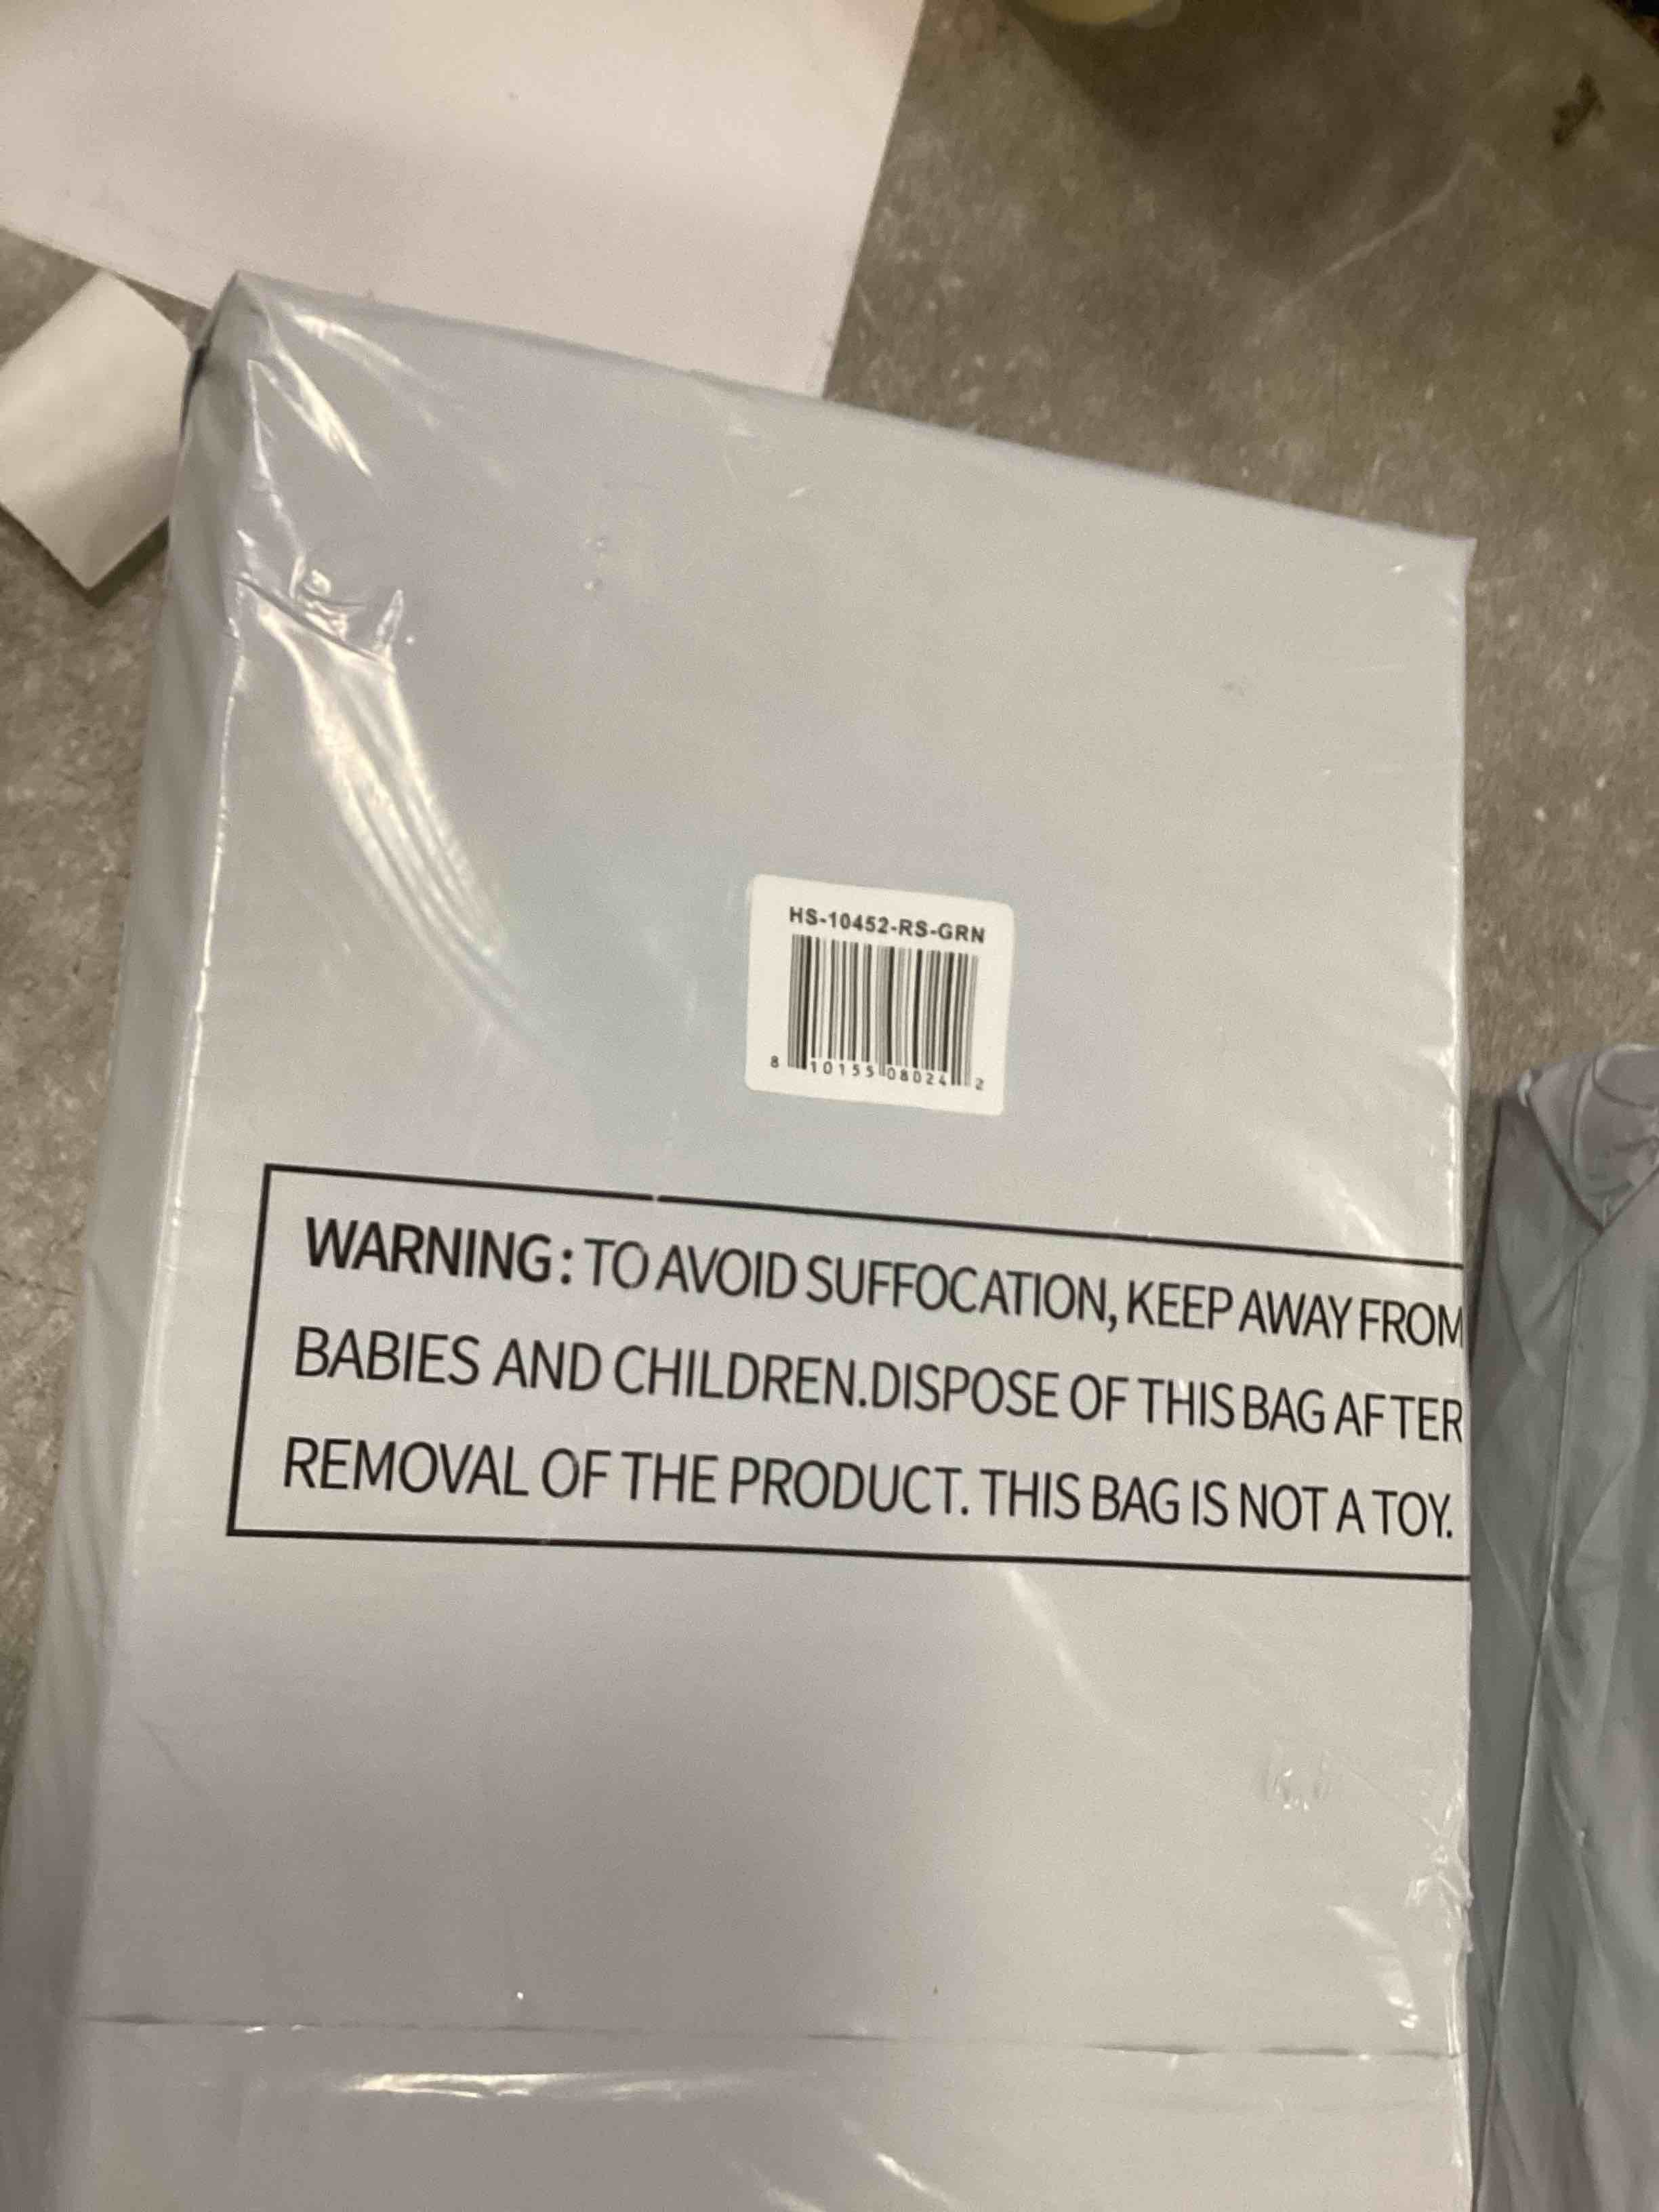 HS-10452-RS-GRN
8 10155 08024 2
WARNING: TO AVOID SUFFOCATION, KEEP AWAY FROM
BABIES AND CHILDREN.DISPOSE OF THIS BAG AFTER
REMOVAL OF THE PRODUCT. THIS BAG IS NOT A TOY.